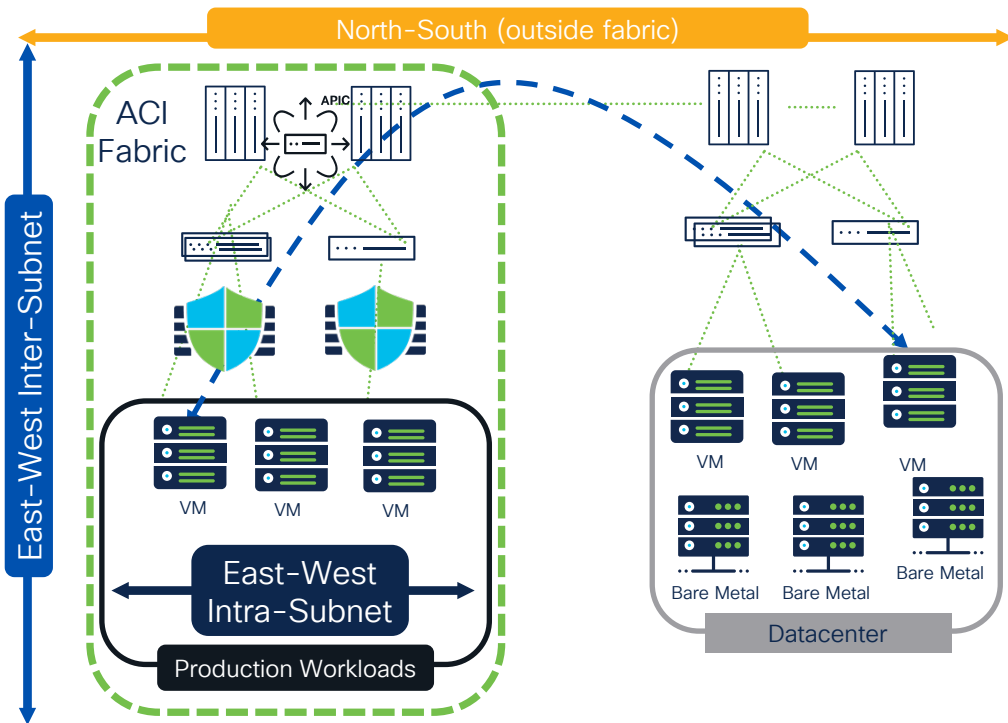 North-South (outside fabric)
East-West Inter-Subnet
ACI
Fabric
APIC
VM
VM
VM
East-West
Intra-Subnet
Production Workloads
VM
VM
VM
Bare Metal
Bare Metal
Bare Metal
Datacenter